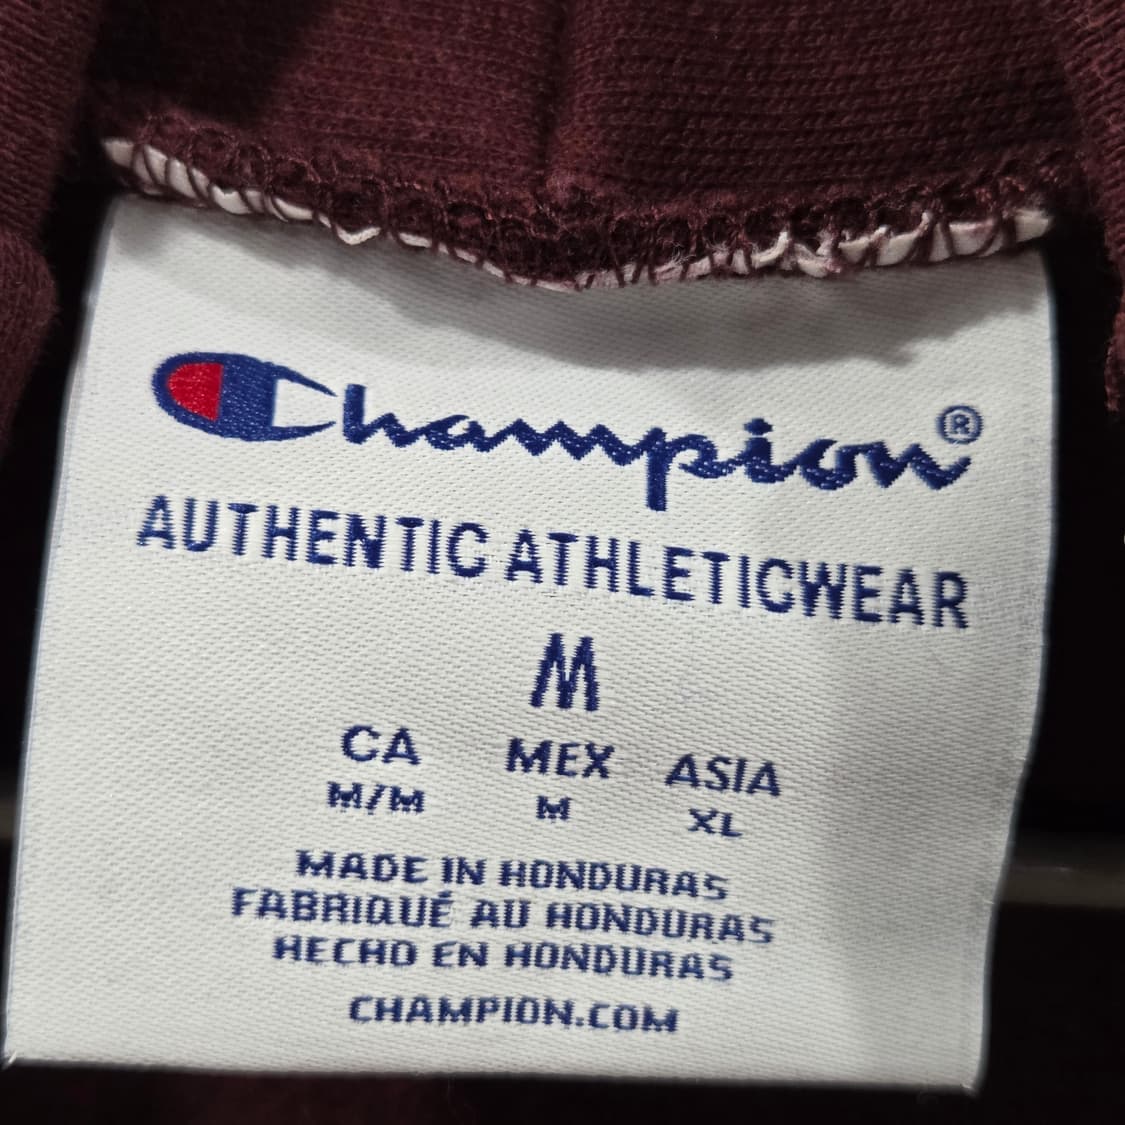 Champion®
AUTHENTIC ATHLETICWEAR
M
CA MEX ASIA
M/M M XL
MADE IN HONDURAS
FABRIQUÉ AU HONDURAS
HECHO EN HONDURAS
CHAMPION.COM